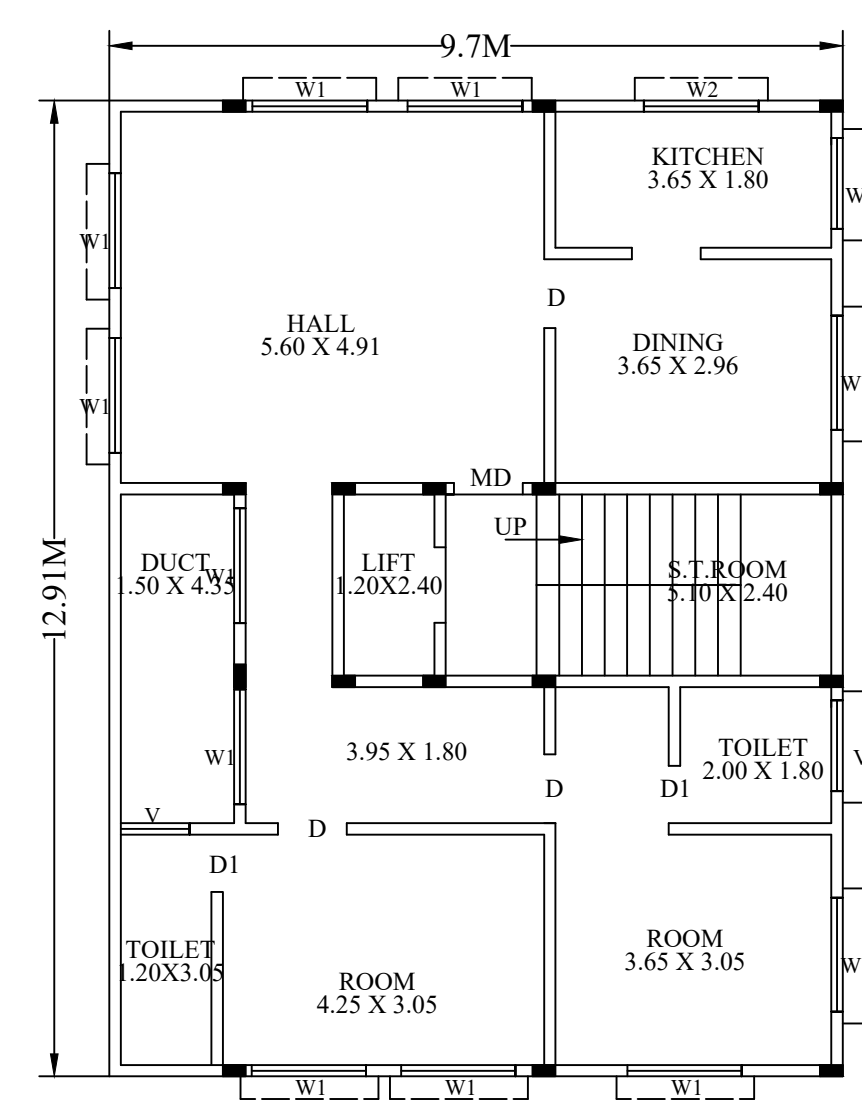 9.7M
W1
W1
W2
KITCHEN
3.65 X 1.80
W1
D
HALL
5.60 X 4.91
DINING
3.65 X 2.96
W1
MD
UP
12.91M
DUCT
1.50 X 4.35
W1
LIFT
1.20X2.40
S.T.ROOM
5.10 X 2.40
W1
3.95 X 1.80
TOILET
2.00 X 1.80
D
D1
V
D
D1
TOILET
1.20X3.05
ROOM
4.25 X 3.05
ROOM
3.65 X 3.05
W1
W1
W1